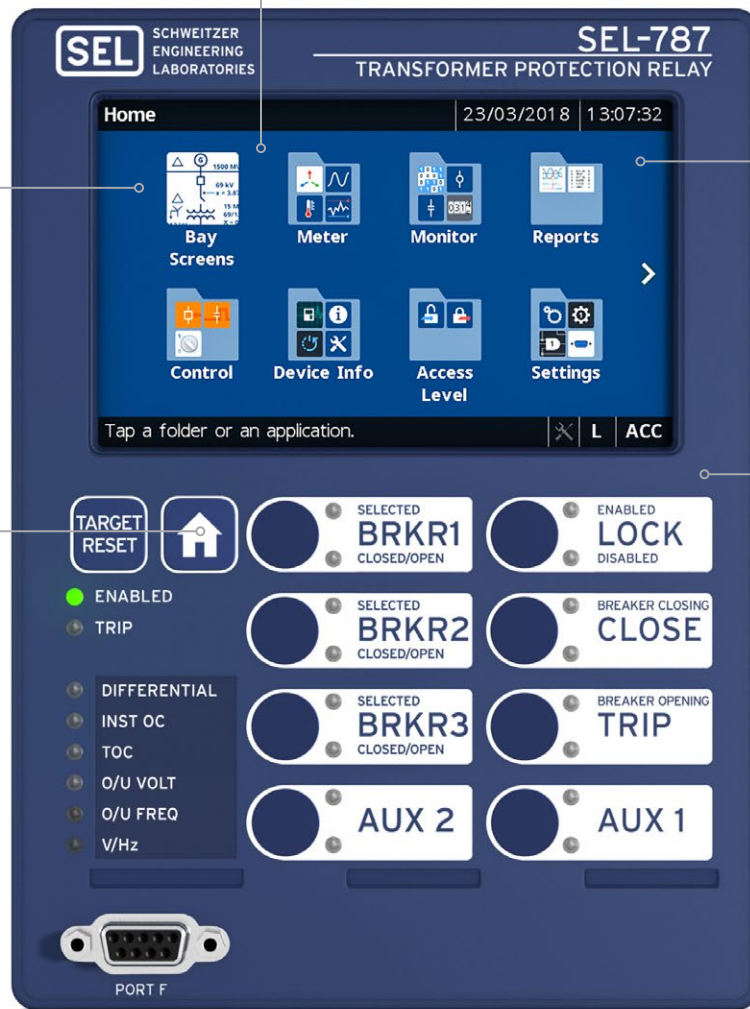 SEL
SCHWEITZER
ENGINEERING
LABORATORIES
SEL-787
TRANSFORMER PROTECTION RELAY
Home 23/03/2018 13:07:32
Bay
Screens
Meter
Monitor
Reports
Control
Device Info
Access
Level
Settings
Tap a folder or an application. L ACC
TARGET
RESET
SELECTED
BRKR1
CLOSED/OPEN
ENABLED
LOCK
DISABLED
ENABLED
TRIP
SELECTED
BRKR2
CLOSED/OPEN
BREAKER CLOSING
CLOSE
DIFFERENTIAL
INST OC
TOC
O/U VOLT
O/U FREQ
V/Hz
SELECTED
BRKR3
CLOSED/OPEN
BREAKER OPENING
TRIP
AUX 2
AUX 1
PORT F